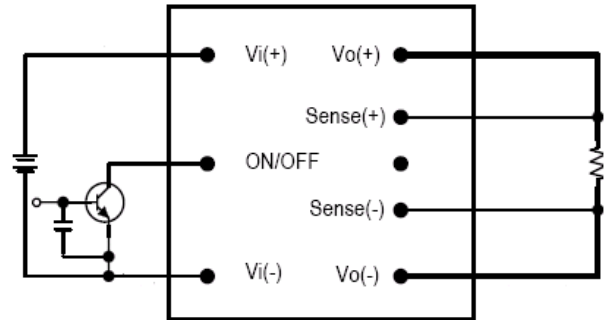 Vi(+) Vo(+)
Sense(+)
ON/OFF
Sense(-)
Vi(-) Vo(-)